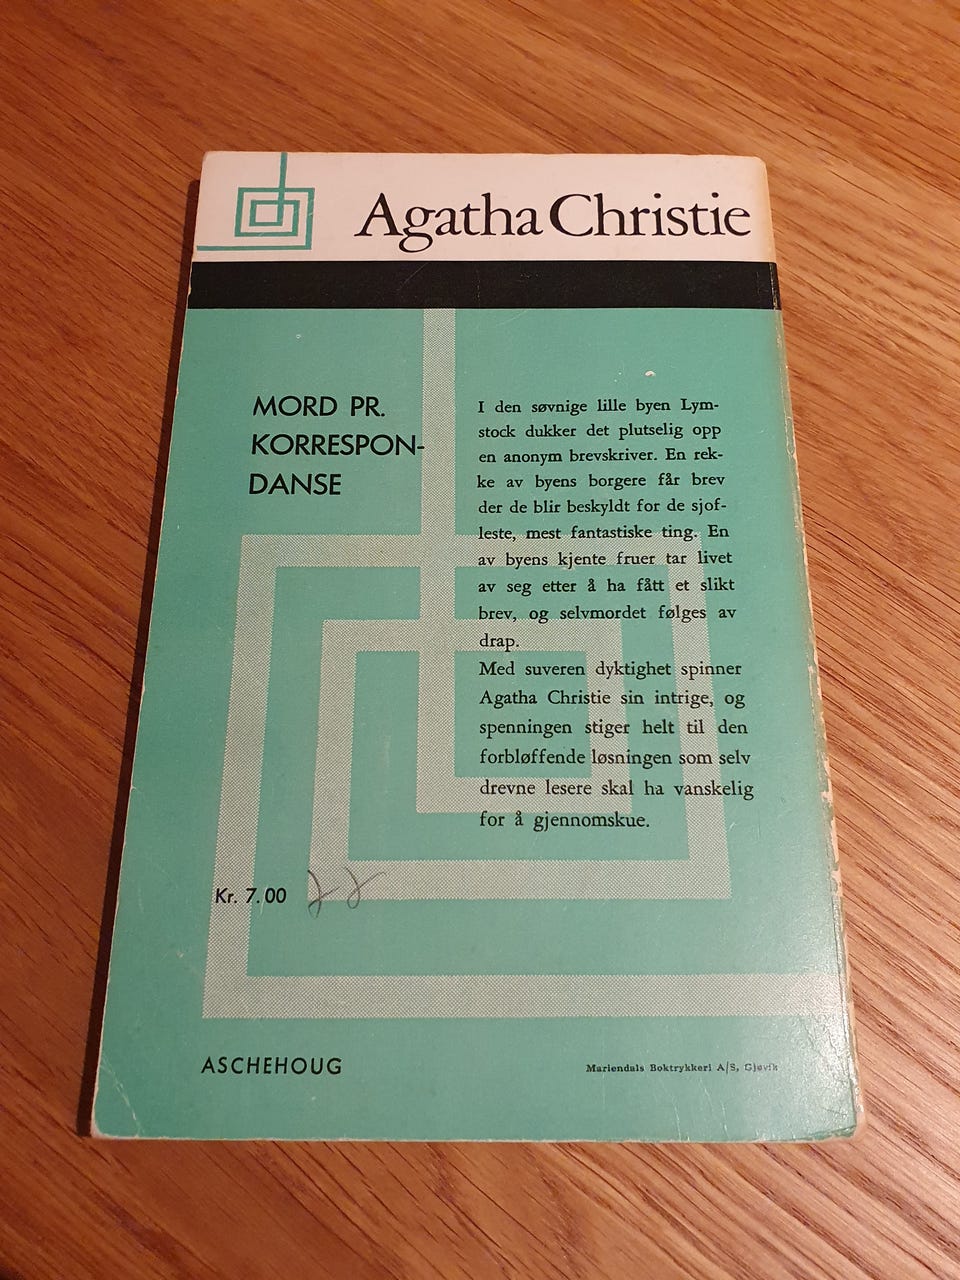 Agatha Christie
MORD PR.
KORRESPON-
DANSE
I den søvnige lille byen Lym-
stock dukker det plutselig opp
en anonym brevskriver. En rek-
ke av byens borgere får brev
der de blir beskyldt for de sjof-
leste, mest fantastiske ting. En
av byens kjente fruer tar livet
av seg etter å ha fått et slikt
brev, og selvmordet følges av
drap.
Med suveren dyktighet spinner
Agatha Christie sin intrige, og
spenningen stiger helt til den
forbløffende løsningen som selv
drevne lesere skal ha vanskelig
for å gjennomskue.
Kr. 7.00
ASCHEHOUG
Mariendals Boktrykkeri A/S, Gjøvik